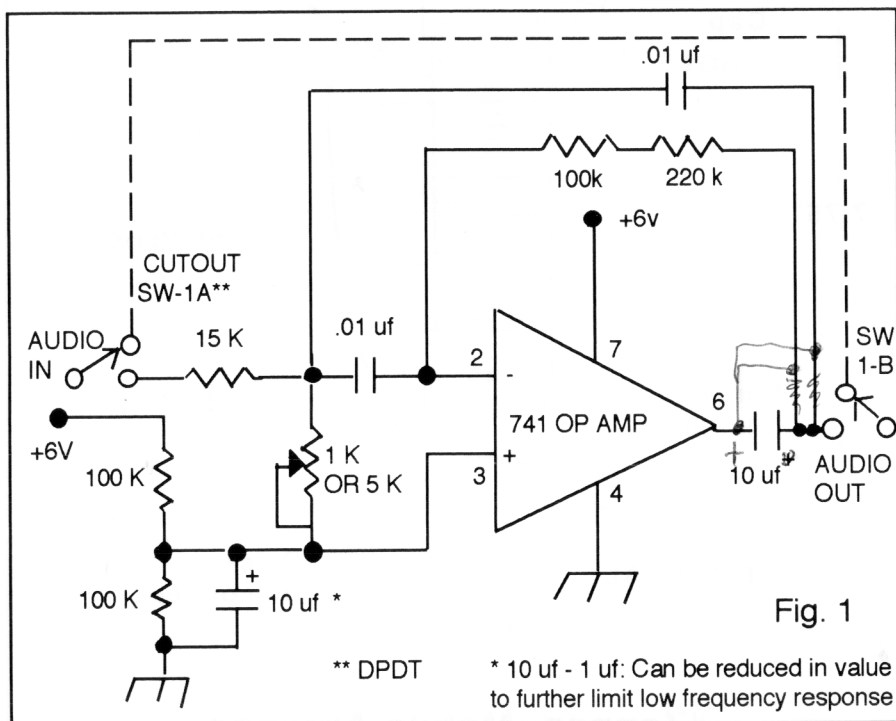 .01 uf
100k
220 k
+6v
CUTOUT
SW-1A**
AUDIO
IN
15 K
.01 uf
2
7
-
SW
1-B
6
741 OP AMP
+6V
1 K
OR 5 K
3
+
4
+
10 uf *
AUDIO
OUT
100 K
100 K
+
10 uf *
Fig. 1
** DPDT
* 10 uf - 1 uf: Can be reduced in value
to further limit low frequency response